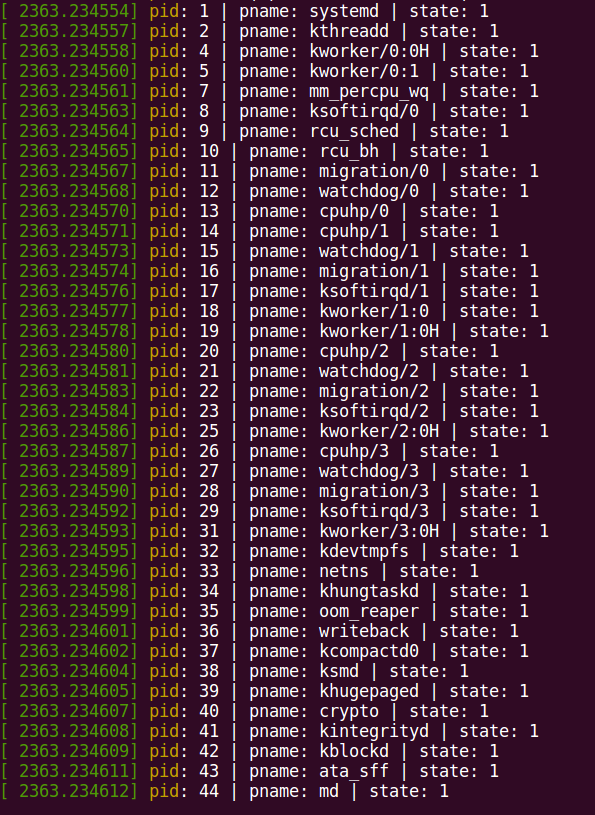 [ 2363.234554] pid: 1 | pname: systemd | state: 1
[ 2363.234557] pid: 2 | pname: kthreadd | state: 1
[ 2363.234558] pid: 4 | pname: kworker/0:0H | state: 1
[ 2363.234560] pid: 5 | pname: kworker/0:1 | state: 1
[ 2363.234561] pid: 7 | pname: mm_percpu_wq | state: 1
[ 2363.234563] pid: 8 | pname: ksoftirqd/0 | state: 1
[ 2363.234564] pid: 9 | pname: rcu_sched | state: 1
[ 2363.234565] pid: 10 | pname: rcu_bh | state: 1
[ 2363.234567] pid: 11 | pname: migration/0 | state: 1
[ 2363.234568] pid: 12 | pname: watchdog/0 | state: 1
[ 2363.234570] pid: 13 | pname: cpuhp/0 | state: 1
[ 2363.234571] pid: 14 | pname: cpuhp/1 | state: 1
[ 2363.234573] pid: 15 | pname: watchdog/1 | state: 1
[ 2363.234574] pid: 16 | pname: migration/1 | state: 1
[ 2363.234576] pid: 17 | pname: ksoftirqd/1 | state: 1
[ 2363.234577] pid: 18 | pname: kworker/1:0 | state: 1
[ 2363.234578] pid: 19 | pname: kworker/1:0H | state: 1
[ 2363.234580] pid: 20 | pname: cpuhp/2 | state: 1
[ 2363.234581] pid: 21 | pname: watchdog/2 | state: 1
[ 2363.234583] pid: 22 | pname: migration/2 | state: 1
[ 2363.234584] pid: 23 | pname: ksoftirqd/2 | state: 1
[ 2363.234586] pid: 25 | pname: kworker/2:0H | state: 1
[ 2363.234587] pid: 26 | pname: cpuhp/3 | state: 1
[ 2363.234589] pid: 27 | pname: watchdog/3 | state: 1
[ 2363.234590] pid: 28 | pname: migration/3 | state: 1
[ 2363.234592] pid: 29 | pname: ksoftirqd/3 | state: 1
[ 2363.234593] pid: 31 | pname: kworker/3:0H | state: 1
[ 2363.234595] pid: 32 | pname: kdevtmpfs | state: 1
[ 2363.234596] pid: 33 | pname: netns | state: 1
[ 2363.234598] pid: 34 | pname: khungtaskd | state: 1
[ 2363.234599] pid: 35 | pname: oom_reaper | state: 1
[ 2363.234601] pid: 36 | pname: writeback | state: 1
[ 2363.234602] pid: 37 | pname: kcompactd0 | state: 1
[ 2363.234604] pid: 38 | pname: ksmd | state: 1
[ 2363.234605] pid: 39 | pname: khugepaged | state: 1
[ 2363.234607] pid: 40 | pname: crypto | state: 1
[ 2363.234608] pid: 41 | pname: kintegrityd | state: 1
[ 2363.234609] pid: 42 | pname: kblockd | state: 1
[ 2363.234611] pid: 43 | pname: ata_sff | state: 1
[ 2363.234612] pid: 44 | pname: md | state: 1